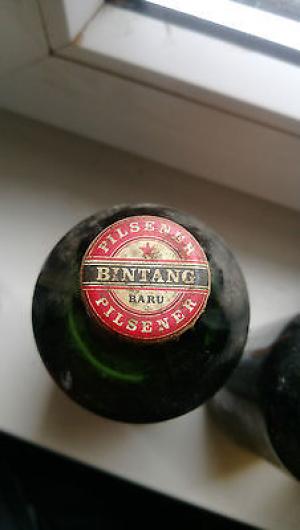 PILSENER
BINTANG
BARU
PILSENER